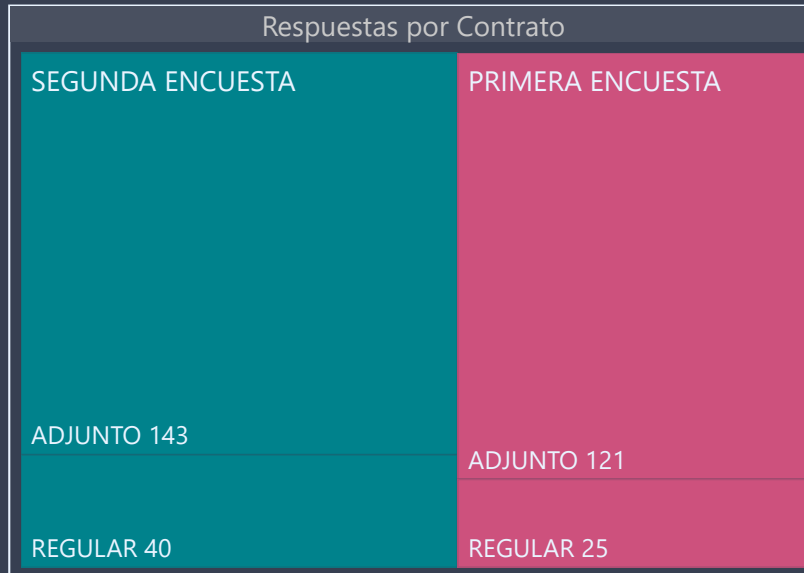 Respuestas por Contrato
SEGUNDA ENCUESTA
ADJUNTO 143
REGULAR 40
PRIMERA ENCUESTA
ADJUNTO 121
REGULAR 25